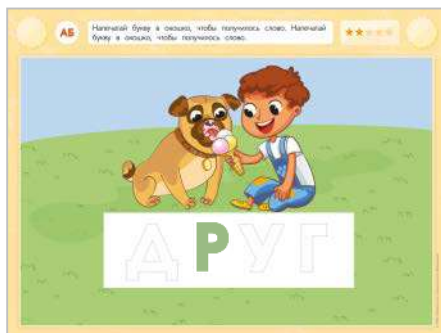 АБ
Напечатай букву в окошко, чтобы получилось слово. Напечатай
букву в окошко, чтобы получилось слово.
ДРУГ